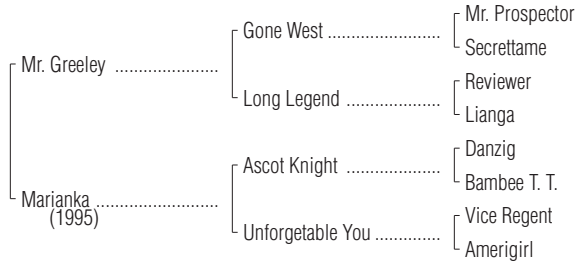 Mr. Prospector
Gone West ........................
Secrettame
Mr. Greeley ......................
Reviewer
Long Legend ....................
Lianga
Danzig
Ascot Knight ....................
Bambee T. T.
Marianka ..........................
(1995)
Vice Regent
Unforgetable You ..............
Amerigirl